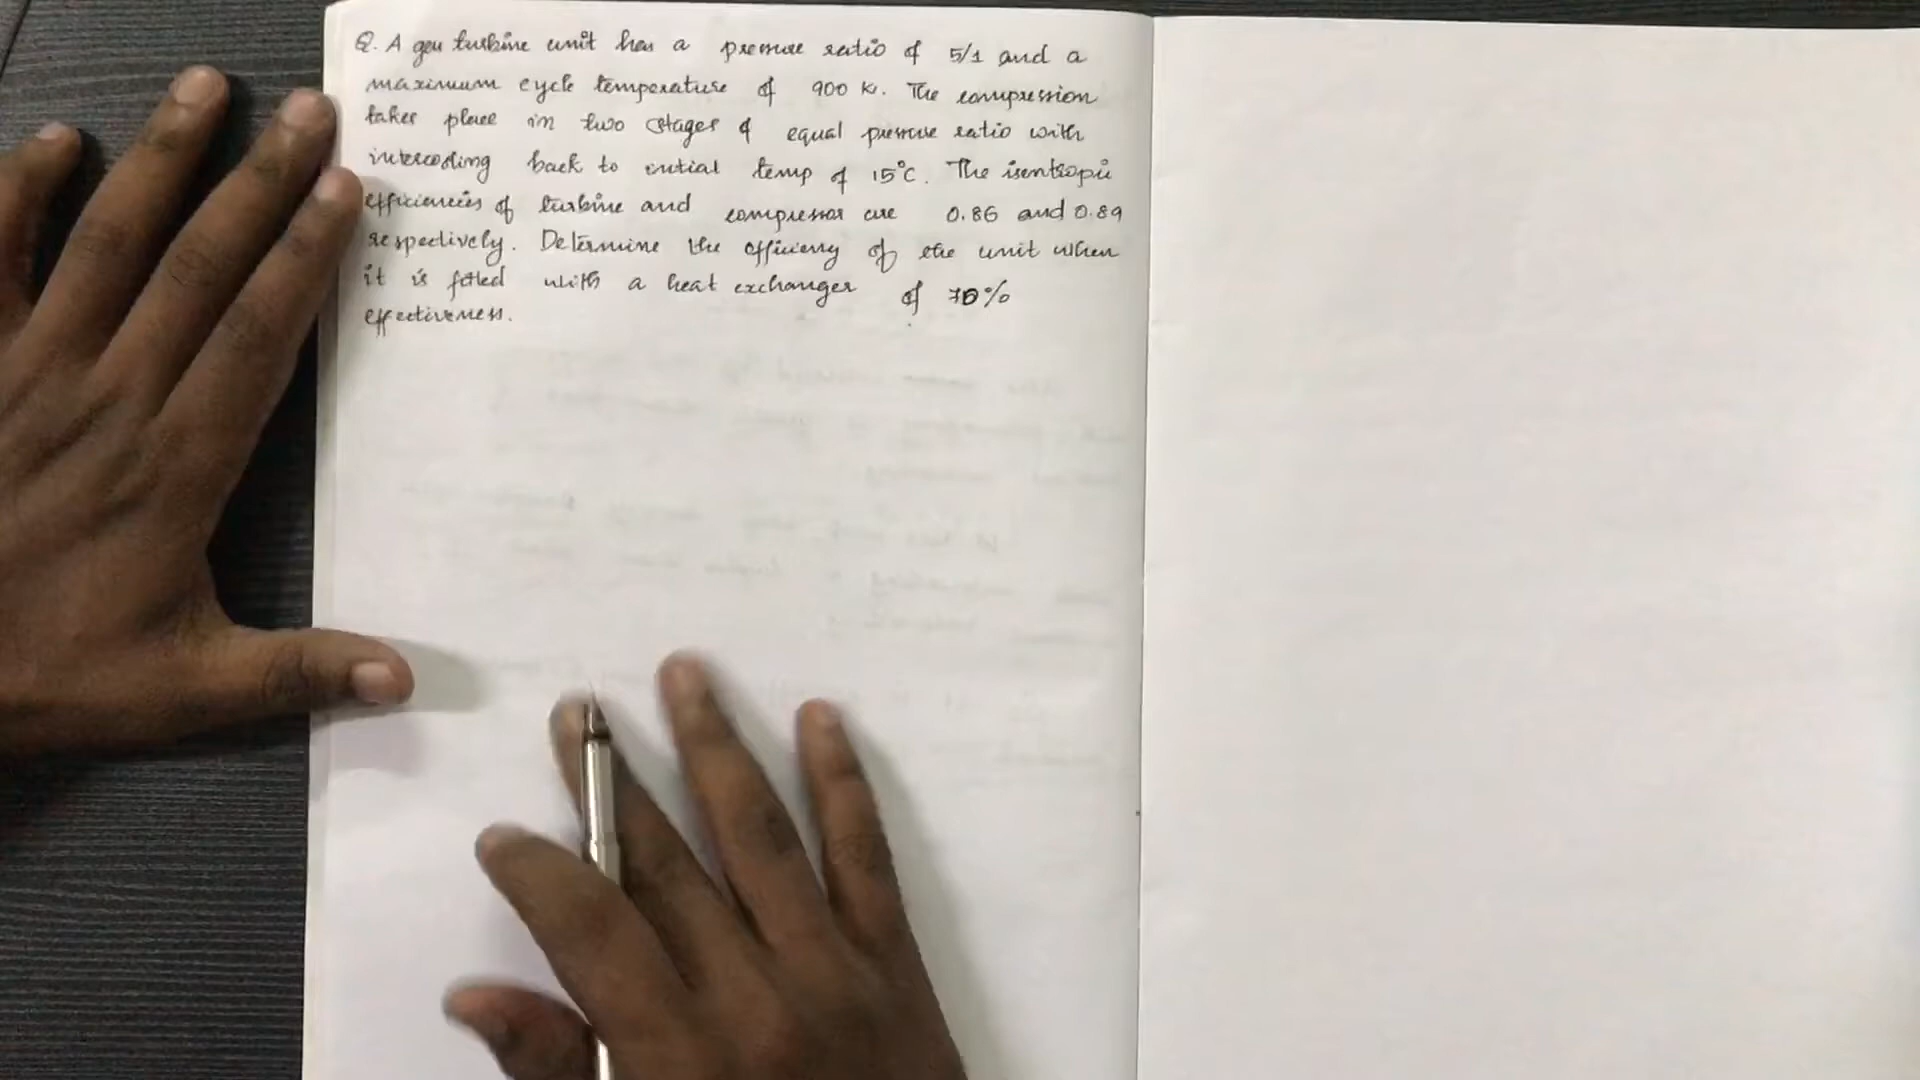 Q. A gas turbine unit has a pressure ratio of 5/1 and a
maximum cycle temperature of 900 K. The compression
takes place in two stages of equal pressure ratio with
intercooling back to initial temp of 15°C. The isentropic
efficiencies of turbine and compressor are 0.86 and 0.89
respectively. Determine the efficiency of the unit when
it is fitted with a heat exchanger of 70%
effectiveness.